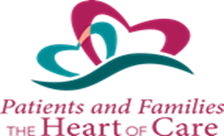 Patients and Families
THE Heart OF Care